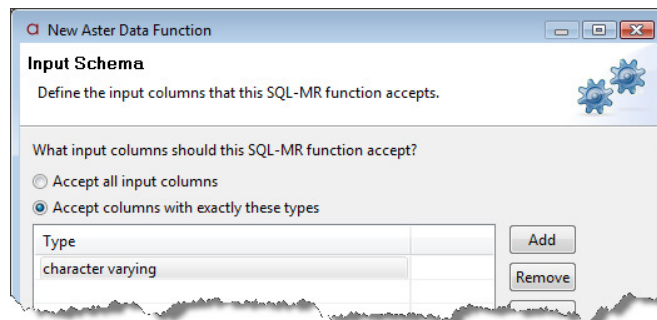 New Aster Data Function
Input Schema
Define the input columns that this SQL-MR function accepts.
What input columns should this SQL-MR function accept?
Accept all input columns
Accept columns with exactly these types
Type
Add
character varying
Remove